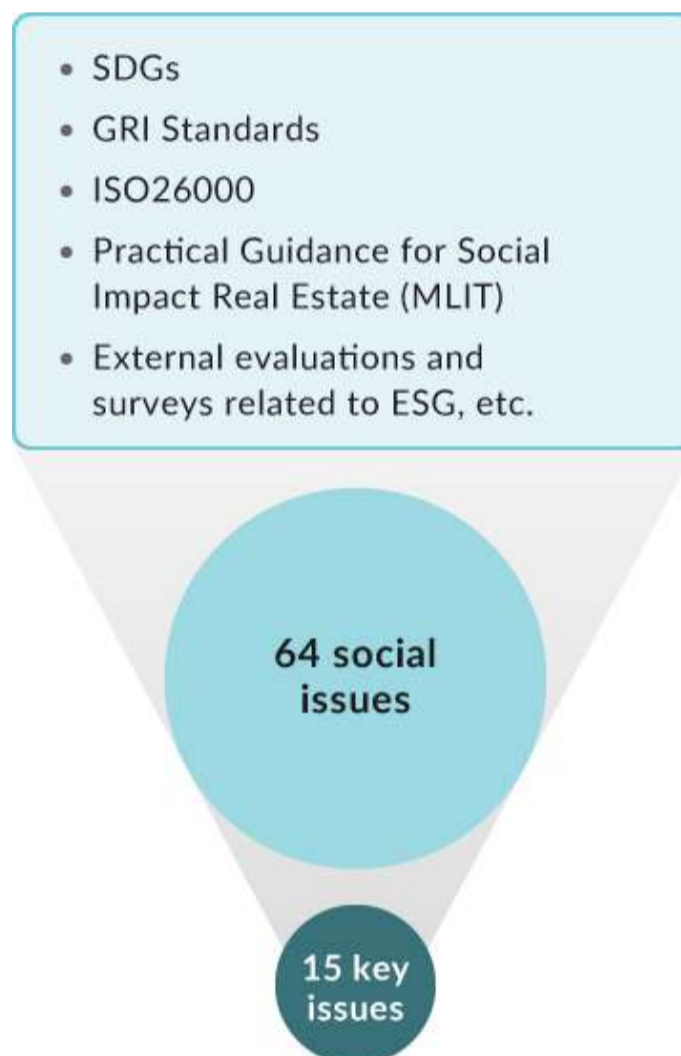 • SDGs
• GRI Standards
• ISO26000
• Practical Guidance for Social
Impact Real Estate (MLIT)
• External evaluations and
surveys related to ESG, etc.
64 social
issues
15 key
issues